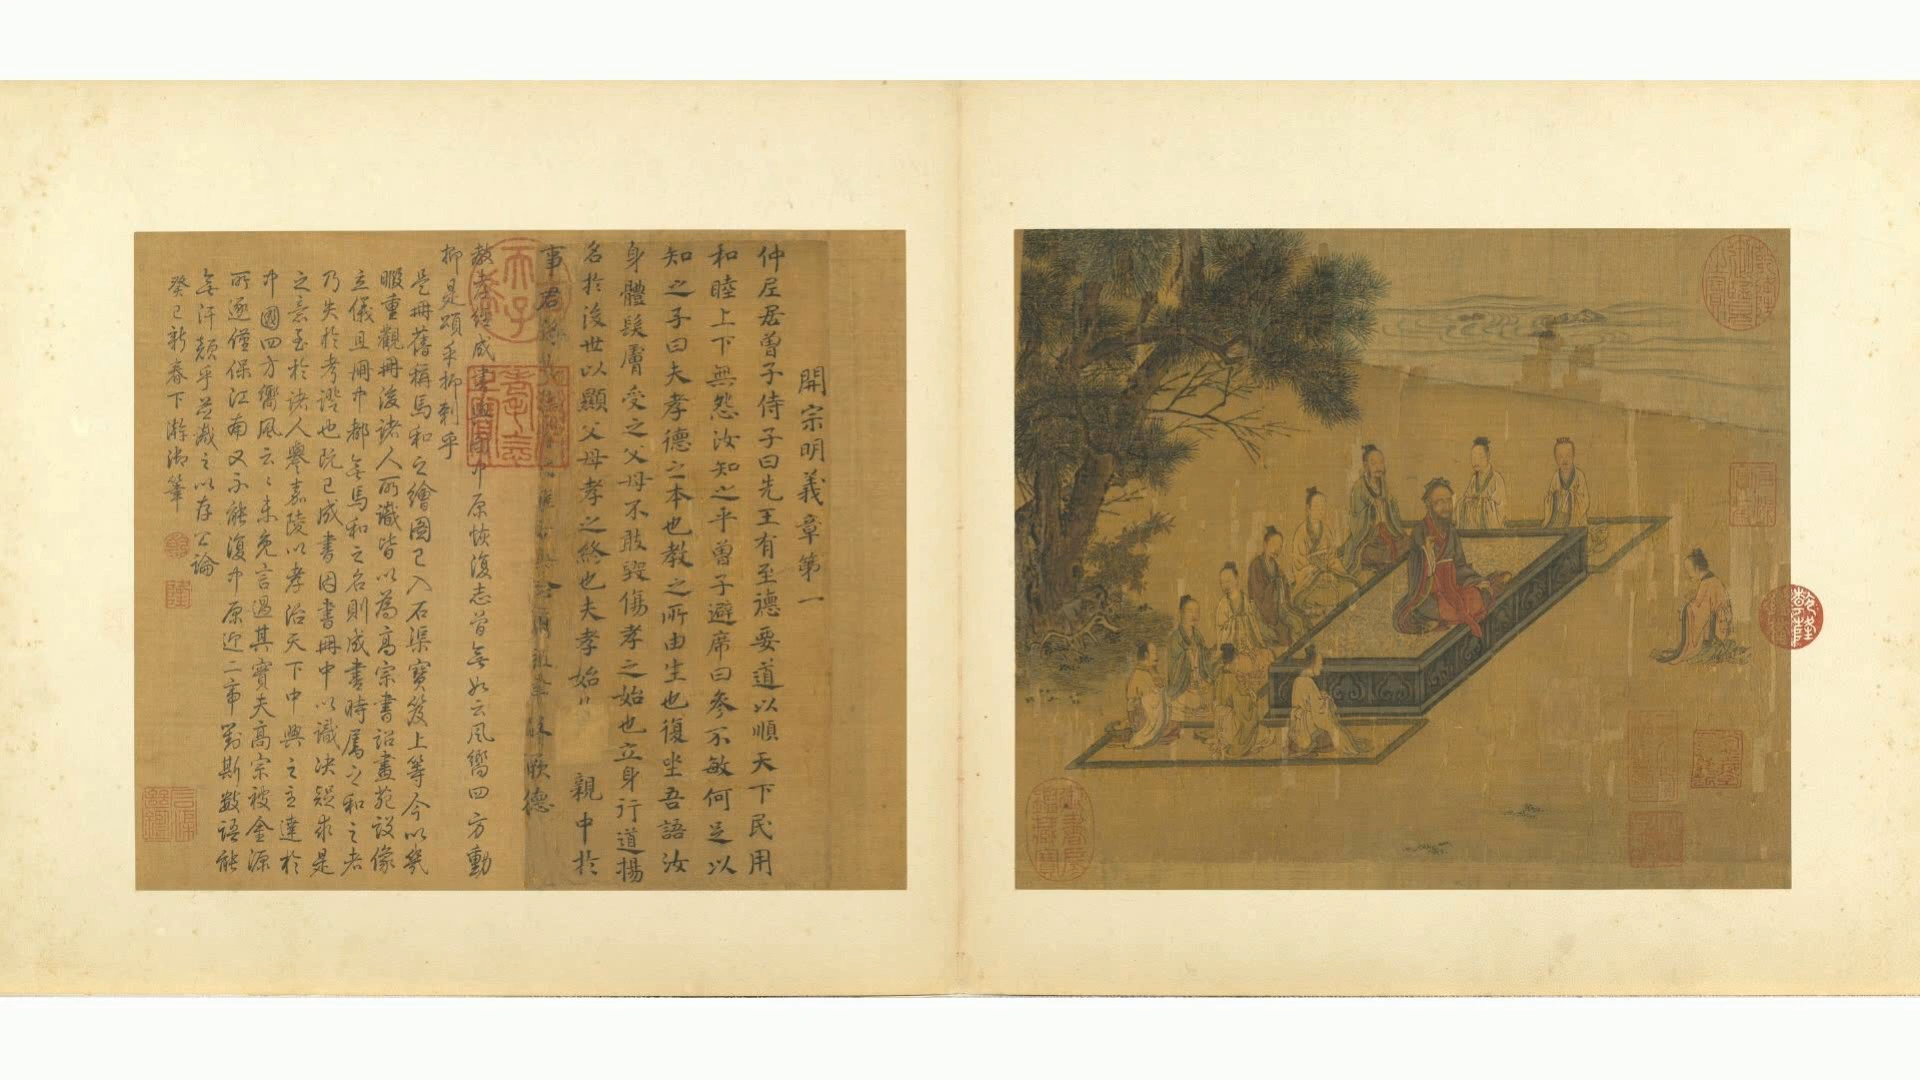 開宗明義章第一
仲尼居曾子侍子曰先王有至德要道以順天下民用
和睦上下無怨汝知之乎曾子避席曰參不敏何足以
知之子曰夫孝德之本也教之所由生也復坐吾語汝
身體髮膚受之父母不敢毀傷孝之始也立身行道揚
名於後世以顯父母孝之終也夫孝始 親中於
事君
教孝經成 中原恢復志曾無如云風嚮四方動
抑是頌乎抑刺乎
是冊舊稱馬和之繪圖已入石渠寶笈上等今以幾
暇重觀冊後諸人所識皆以為高宗書詔畫苑設像
立儀且爾中都無馬和之名則成書時屬之和之者
乃失於考證也阮已成書因書冊中以識決疑求是
之意至於諸人舉嘉陵以孝治天下中興之主達於
中國四方嚮風云云未免言過其實夫高宗被金源
所逐僅保江南又不能復中原近二帝對斯數語能
無汗顏乎並識之以存公論
癸巳新春下澣御筆
乾隆